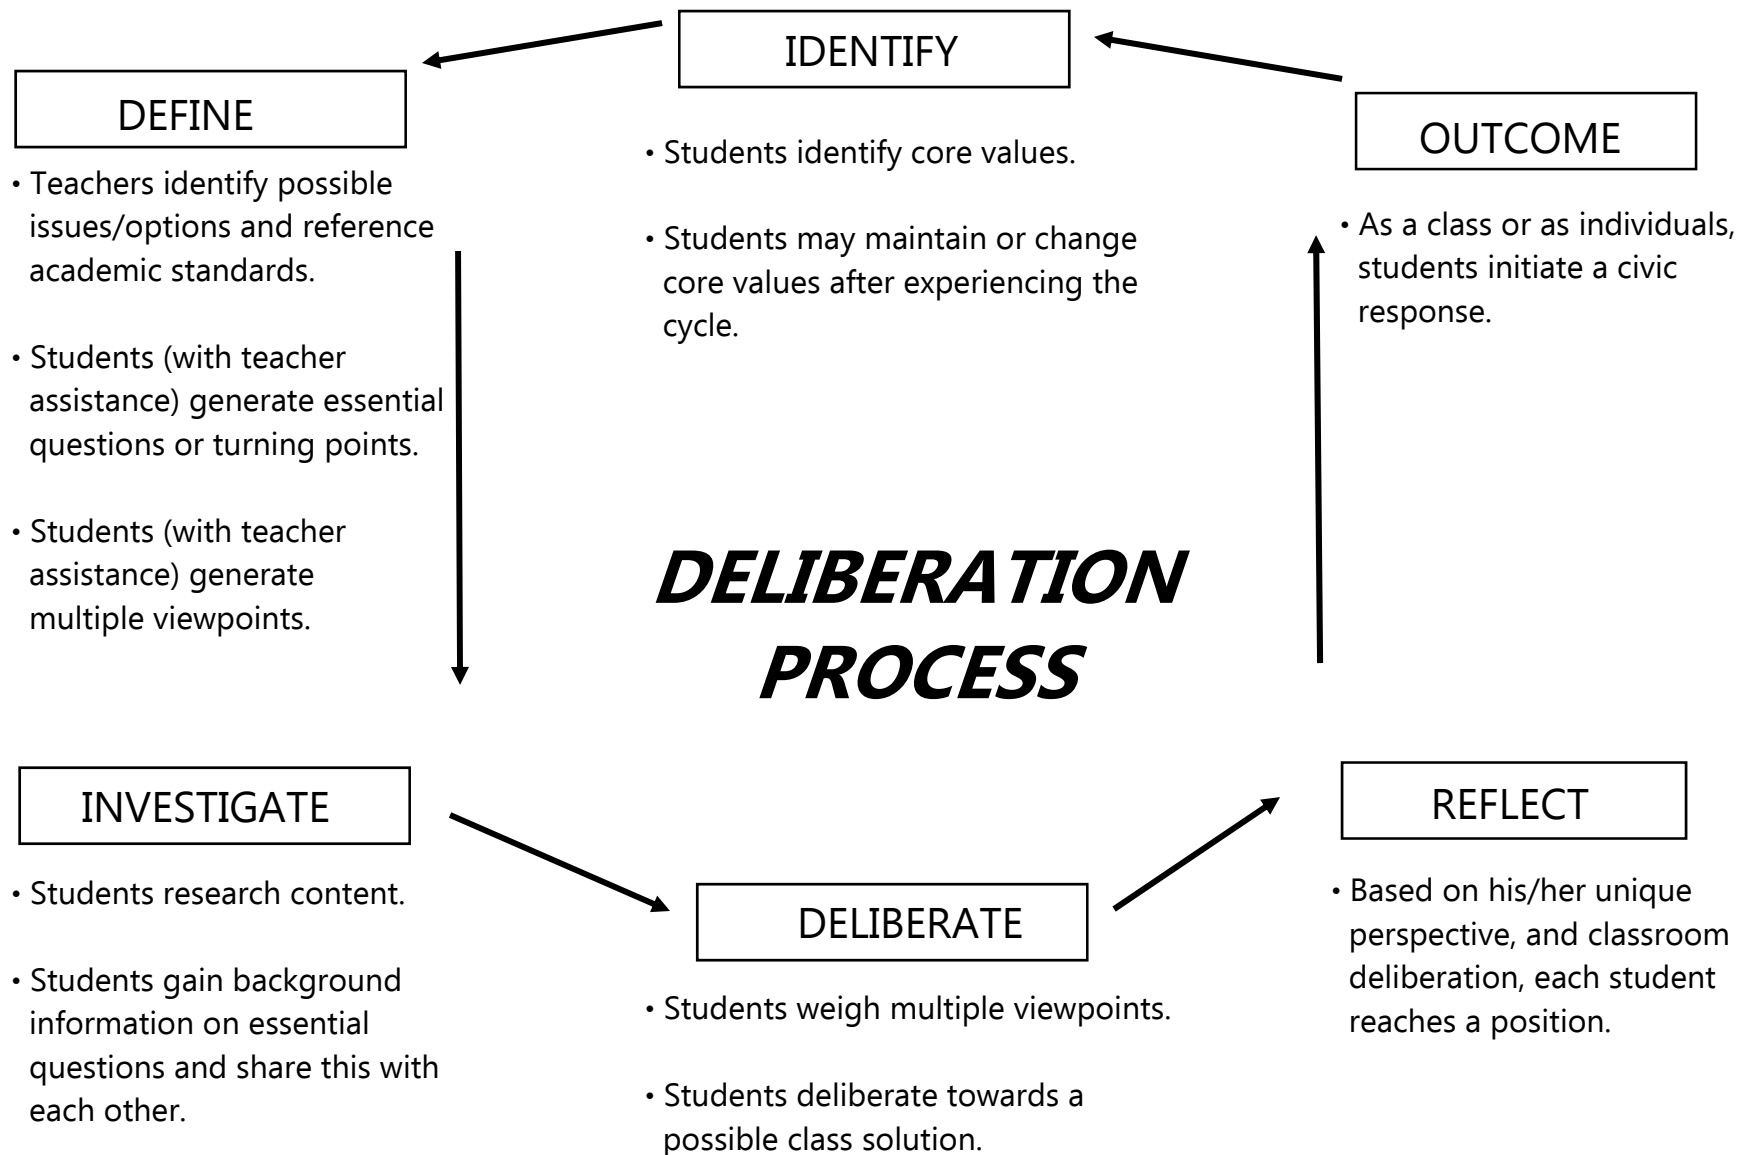 IDENTIFY
• Students identify core values.
• Students may maintain or change
core values after experiencing the
cycle.
DEFINE
• Teachers identify possible
issues/options and reference
academic standards.
• Students (with teacher
assistance) generate essential
questions or turning points.
• Students (with teacher
assistance) generate
multiple viewpoints.
INVESTIGATE
• Students research content.
• Students gain background
information on essential
questions and share this with
each other.
DELIBERATE
• Students weigh multiple viewpoints.
• Students deliberate towards a
possible class solution.
REFLECT
• Based on his/her unique
perspective, and classroom
deliberation, each student
reaches a position.
OUTCOME
• As a class or as individuals,
students initiate a civic
response.
DELIBERATION
PROCESS